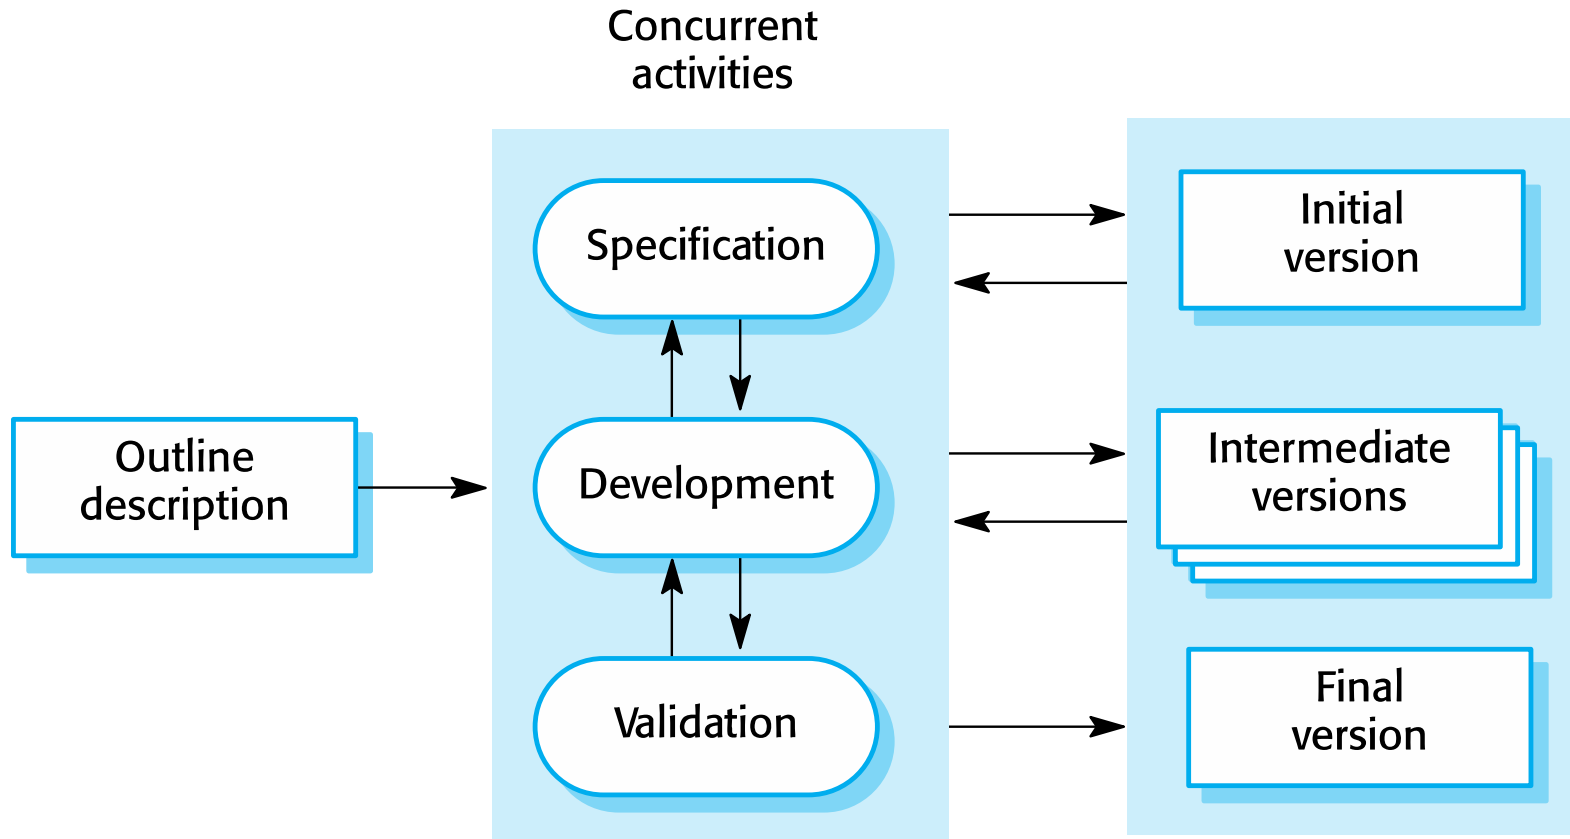 Concurrent
activities
Outline
description
Specification
Development
Validation
Initial
version
Intermediate
versions
Final
version